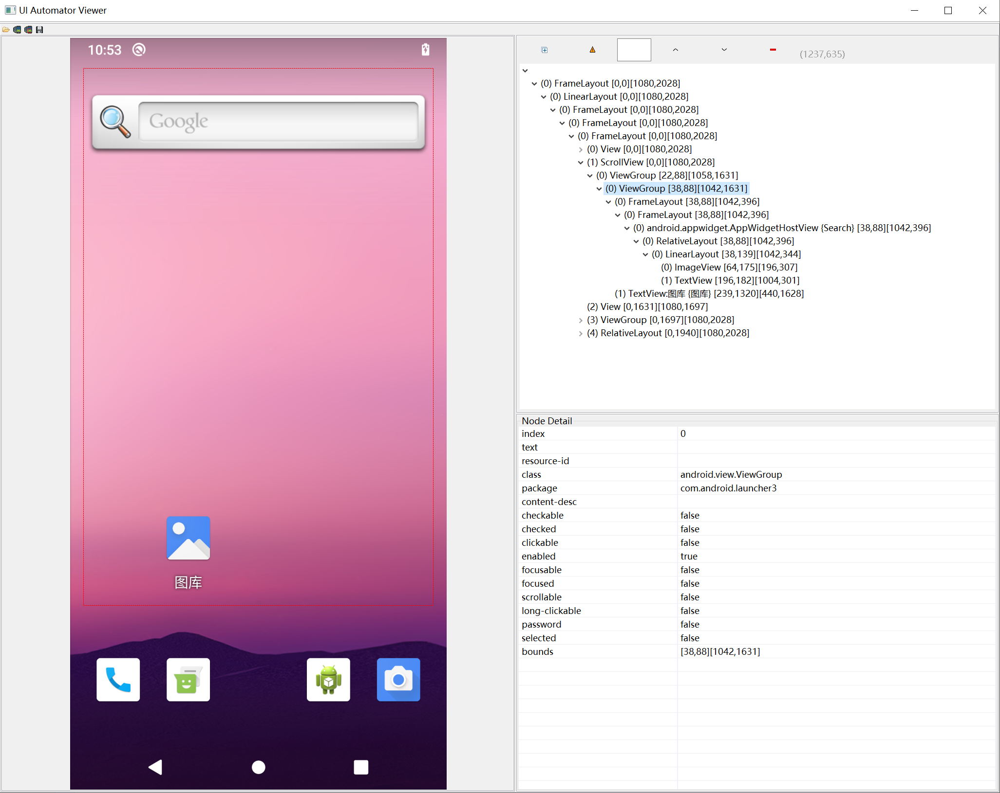 UI Automator Viewer
10:53
Google
图库
(1237,635)
(0) FrameLayout [0,0][1080,2028]
(0) LinearLayout [0,0][1080,2028]
(0) FrameLayout [0,0][1080,2028]
(0) FrameLayout [0,0][1080,2028]
(0) FrameLayout [0,0][1080,2028]
(0) View [0,0][1080,2028]
(1) ScrollView [0,0][1080,2028]
(0) ViewGroup [22,88][1058,1631]
(0) ViewGroup [38,88][1042,1631]
(0) FrameLayout [38,88][1042,396]
(0) FrameLayout [38,88][1042,396]
(0) android.appwidget.AppWidgetHostView {Search} [38,88][1042,396]
(0) RelativeLayout [38,88][1042,396]
(0) LinearLayout [38,139][1042,344]
(0) ImageView [64,175][196,307]
(1) TextView [196,182][1004,301]
(1) TextView:图库 {图库} [239,1320][440,1628]
(2) View [0,1631][1080,1697]
(3) ViewGroup [0,1697][1080,2028]
(4) RelativeLayout [0,1940][1080,2028]
Node Detail
index 0
text
resource-id
class android.view.ViewGroup
package com.android.launcher3
content-desc
checkable false
checked false
clickable false
enabled true
focusable false
focused false
scrollable false
long-clickable false
password false
selected false
bounds [38,88][1042,1631]